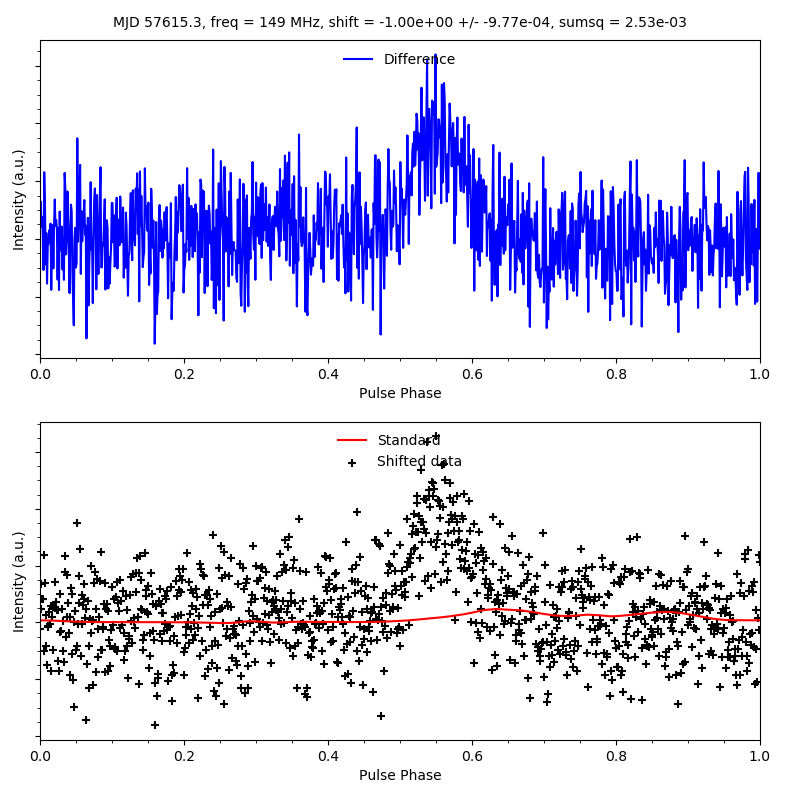 MJD 57615.3, freq = 149 MHz, shift = -1.00e+00 +/- -9.77e-04, sumsq = 2.53e-03
Difference
Intensity (a.u.)
0.0 0.2 0.4 0.6 0.8 1.0
Pulse Phase
Standard
Shifted data
Intensity (a.u.)
0.0 0.2 0.4 0.6 0.8 1.0
Pulse Phase